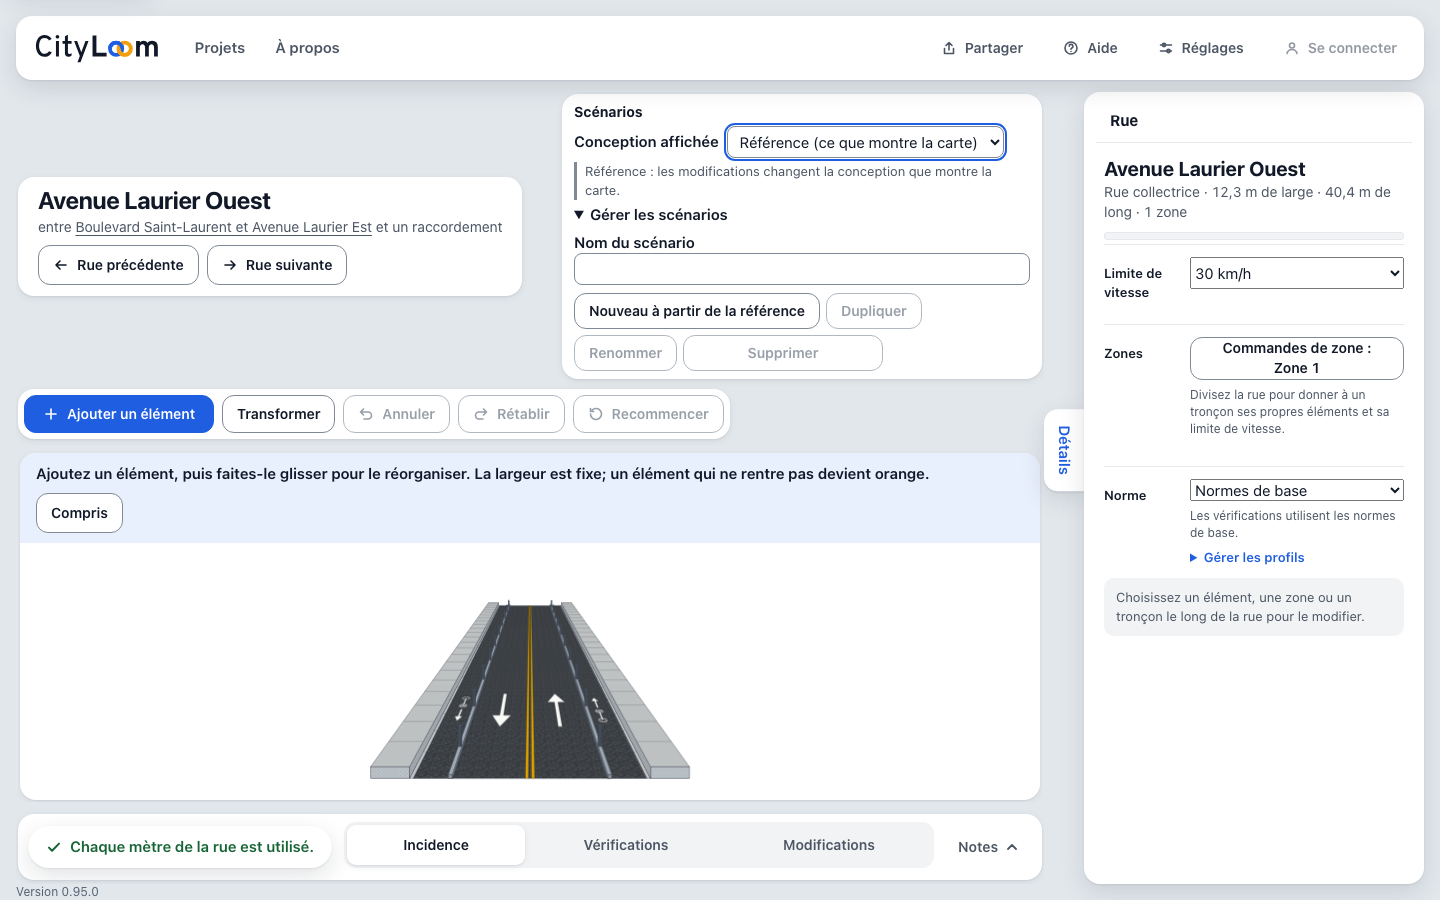 CityLoom
Projets
À propos
Partager
Aide
Réglages
Se connecter
Avenue Laurier Ouest
entre Boulevard Saint-Laurent et Avenue Laurier Est et un raccordement
Rue précédente
Rue suivante
Scénarios
Conception affichée
Référence (ce que montre la carte)
Référence : les modifications changent la conception que montre la
carte.
Gérer les scénarios
Nom du scénario
Nouveau à partir de la référence
Dupliquer
Renommer
Supprimer
Ajouter un élément
Transformer
Annuler
Rétablir
Recommencer
Ajoutez un élément, puis faites-le glisser pour le réorganiser. La largeur est fixe; un élément qui ne rentre pas devient orange.
Compris
Chaque mètre de la rue est utilisé.
Incidence
Vérifications
Modifications
Notes
Version 0.95.0
Détails
Rue
Avenue Laurier Ouest
Rue collectrice · 12,3 m de large · 40,4 m de
long · 1 zone
Limite de
vitesse
30 km/h
Zones
Commandes de zone :
Zone 1
Divisez la rue pour donner à un
tronçon ses propres éléments et sa
limite de vitesse.
Norme
Normes de base
Les vérifications utilisent les normes
de base.
Gérer les profils
Choisissez un élément, une zone ou un
tronçon le long de la rue pour le modifier.